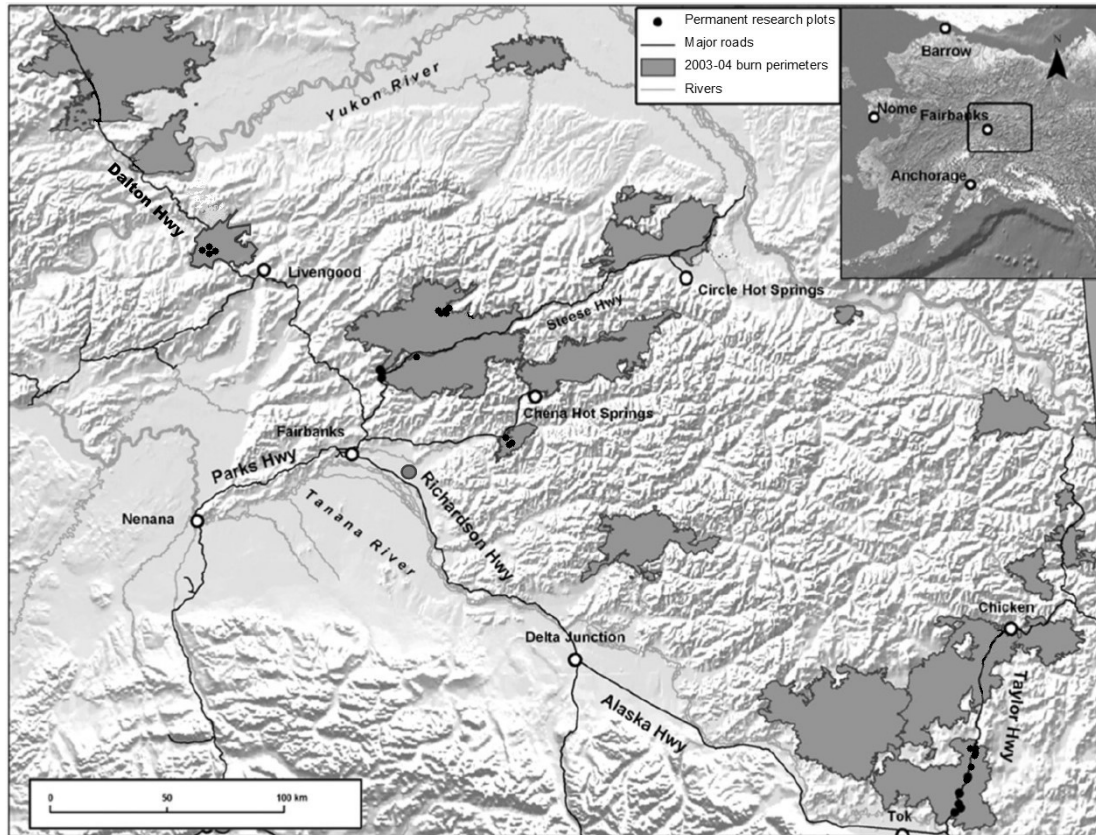 Permanent research plots
Major roads
2003-04 burn perimeters
Rivers
N
Barrow
Nome
Fairbanks
Anchorage
Yukon River
Dalton Hwy
Livengood
Circle Hot Springs
Steese Hwy
Chena Hot Springs
Fairbanks
Parks Hwy
Richardson Hwy
Nenana
Tanana River
Chicken
Delta Junction
Taylor Hwy
Alaska Hwy
Tok
0 50 100 km